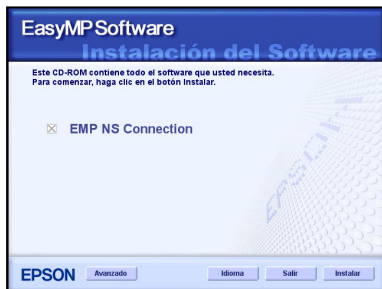 EasyMP Software
Instalación del Software
Este CD-ROM contiene todo el software que usted necesita.
Para comenzar, haga clic en el botón Instalar.
EMP NS Connection
EPSON
EPSON
Avanzado
Idioma
Salir
Instalar